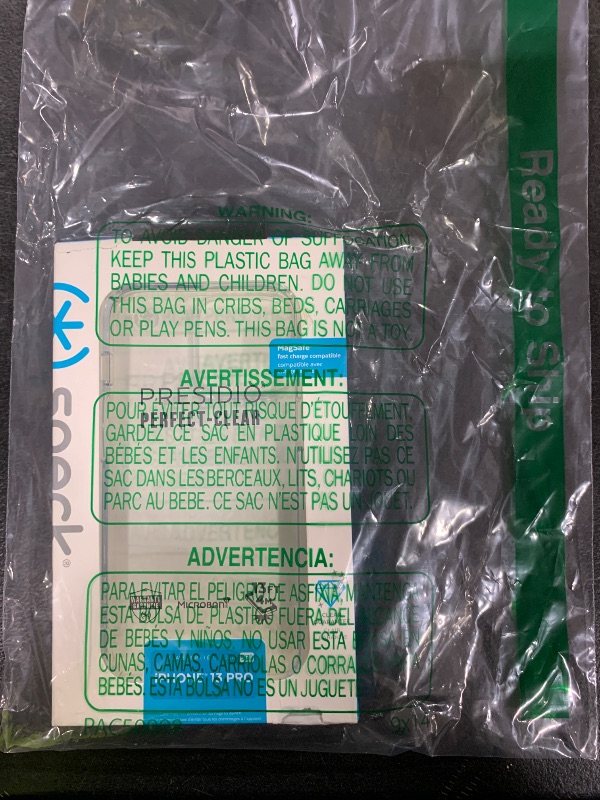 WARNING:
TO AVOID DANGER OF SUFFOCATION,
KEEP THIS PLASTIC BAG AWAY FROM
BABIES AND CHILDREN. DO NOT USE
THIS BAG IN CRIBS, BEDS, CARRIAGES
OR PLAY PENS. THIS BAG IS NOT A TOY.
MagSafe
fast charge compatible
compatible avec
AVERTISSEMENT:
PRESIDIO
PERFECT-CLEAR
POUR RISQUE D'ÉTOUFFEMENT,
GARDEZ CE SAC EN PLASTIQUE LOIN DES
BÉBÉS ET LES ENFANTS. N'UTILISEZ PAS CE
SAC DANS LES BERCEAUX, LITS, CHARIOTS OU
PARC AU BEBE. CE SAC N'EST PAS UN JOUET.
speck®
ADVERTENCIA:
PARA EVITAR EL PELIGRO DE ASFIXIA, MANTENGA
ESTA BOLSA DE PLASTICO FUERA DEL ALCANCE
DE BEBÉS Y NIÑOS. NO USAR ESTA BOLSA EN
CUNAS, CAMAS, CARRIOLAS O CORRALES
BEBÉS. ESTA BOLSA NO ES UN JUGUETE
MICROBAN
13FT
IPHONE 13 PRO
Ready to Ship